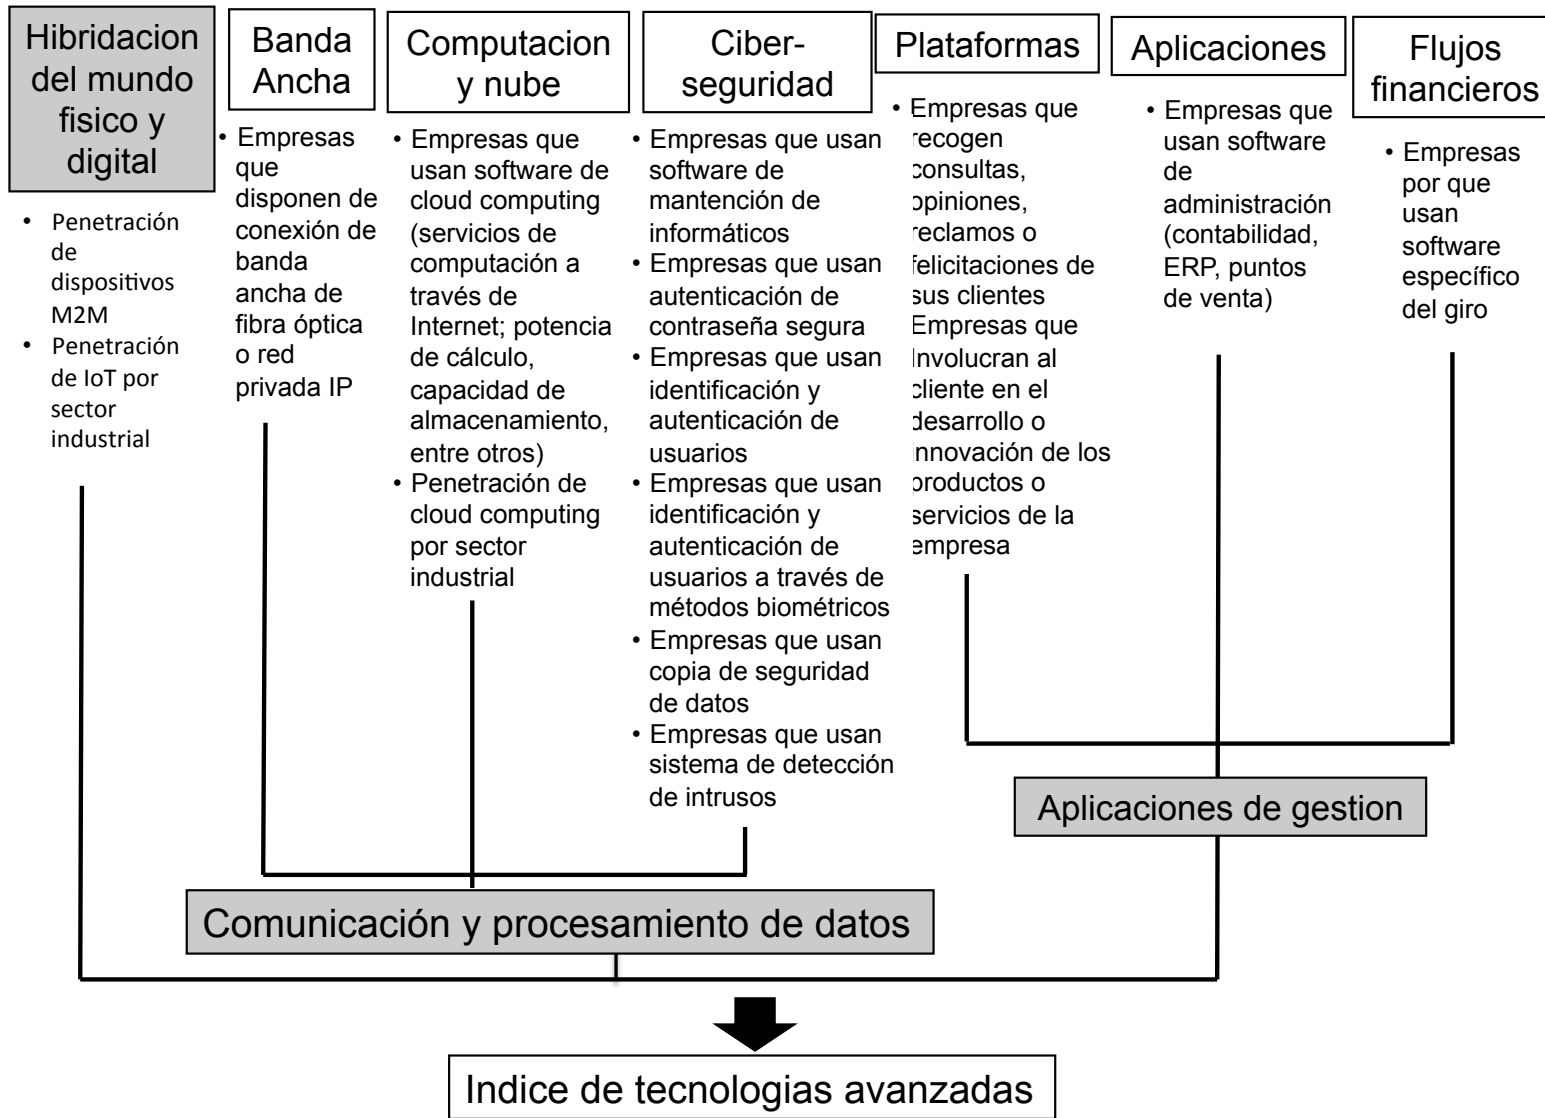 Hibridacion
del mundo
fisico y
digital
• Penetración
de
dispositivos
M2M
• Penetración
de IoT por
sector
industrial
Banda
Ancha
• Empresas
que
disponen de
conexión de
banda
ancha de
fibra óptica
o red
privada IP
Computacion
y nube
• Empresas que
usan software de
cloud computing
(servicios de
computación a
través de
Internet; potencia
de cálculo,
capacidad de
almacenamiento,
entre otros)
• Penetración de
cloud computing
por sector
industrial
Ciber-
seguridad
• Empresas que usan
software de
mantención de
informáticos
• Empresas que usan
autenticación de
contraseña segura
• Empresas que usan
identificación y
autenticación de
usuarios
• Empresas que usan
identificación y
autenticación de
usuarios a través de
métodos biométricos
• Empresas que usan
copia de seguridad
de datos
• Empresas que usan
sistema de detección
de intrusos
Plataformas
• Empresas que
recogen
consultas,
opiniones,
reclamos o
felicitaciones de
sus clientes
Empresas que
Involucran al
cliente en el
desarrollo o
innovación de los
productos o
servicios de la
empresa
Aplicaciones
• Empresas que
usan software
de
administración
(contabilidad,
ERP, puntos
de venta)
Flujos
financieros
• Empresas
por que
usan
software
específico
del giro
Aplicaciones de gestion
Comunicación y procesamiento de datos
Indice de tecnologias avanzadas